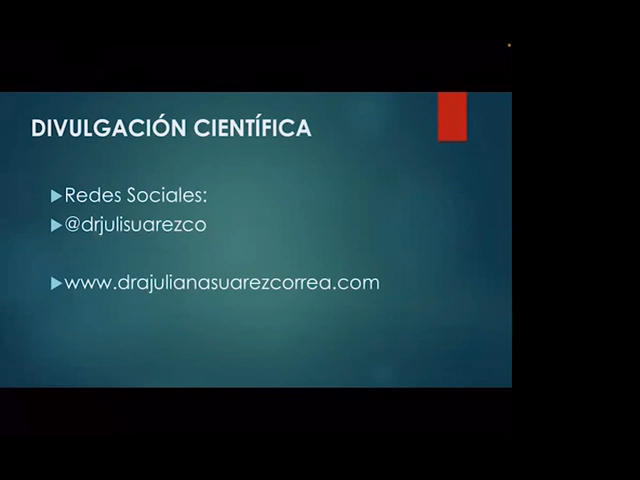 DIVULGACIÓN CIENTÍFICA
Redes Sociales:
@drjulisuarezco
www.drajulianasuarezcorrea.com